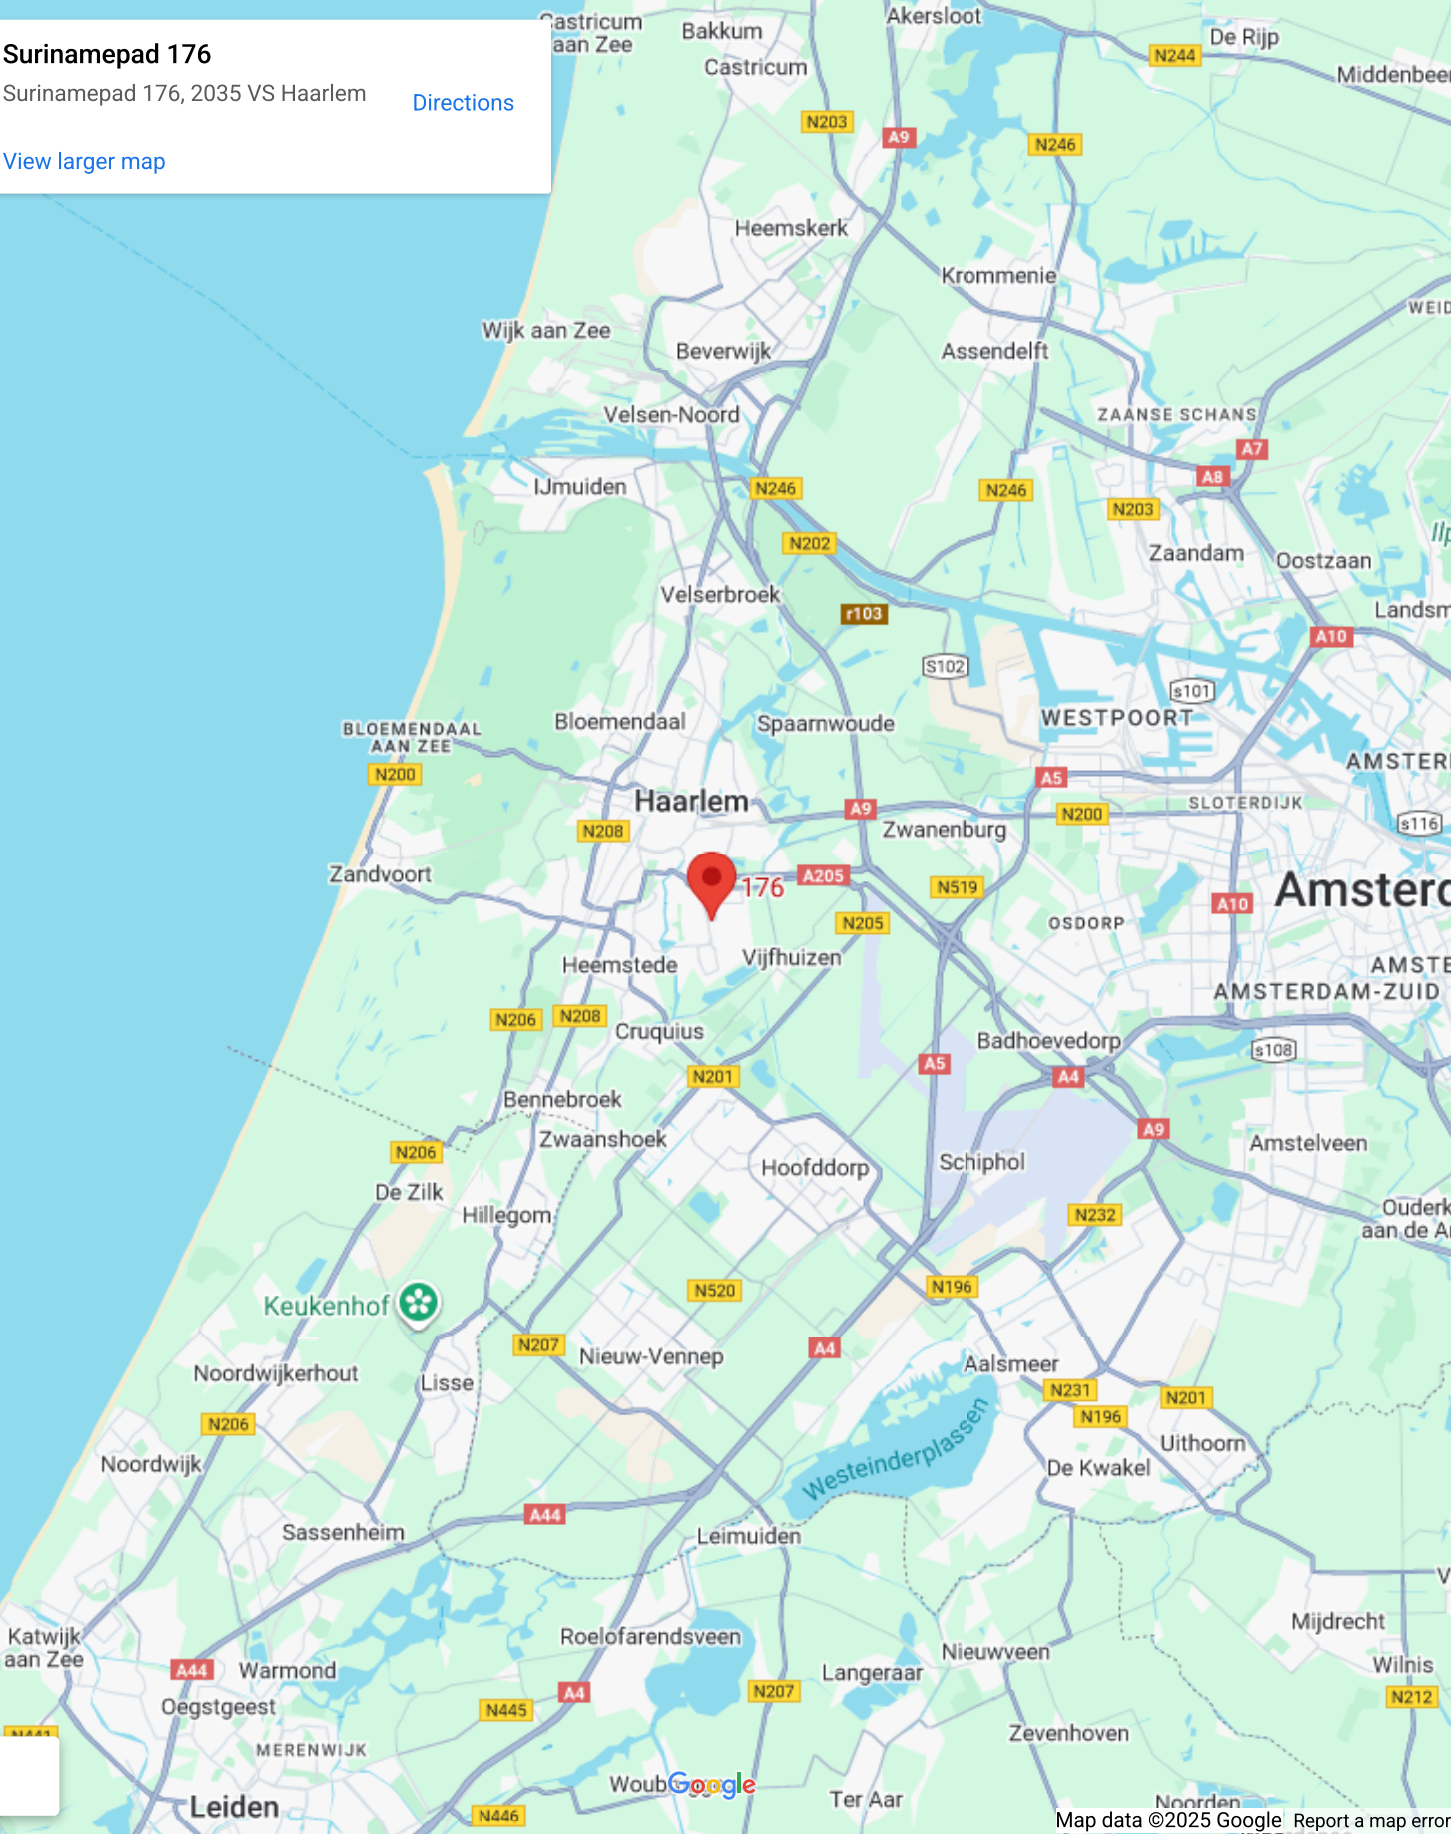 Surinamepad 176
Surinamepad 176, 2035 VS Haarlem
Directions
View larger map
Castricum
aan Zee
Bakkum
Castricum
Akersloot
De Rijp
N244
N203
A9
N246
Heemskerk
Krommenie
Wijk aan Zee
Beverwijk
Assendelft
Velsen-Noord
ZAANSE SCHANS
A7
A8
IJmuiden
N246
N246
N203
N202
Zaandam
Oostzaan
Velserbroek
r103
A10
S102
s101
Bloemendaal
Spaarnwoude
WESTPOORT
BLOEMENDAAL
AAN ZEE
N200
A5
Haarlem
A9
N200
SLOTERDIJK
s116
N208
Zwanenburg
Zandvoort
176
A205
N519
A10
N205
OSDORP
Heemstede
Vijfhuizen
AMSTERDAM-ZUID
N206
N208
Cruquius
Badhoevedorp
s108
A5
A4
N201
Bennebroek
Zwaanshoek
A9
N206
Hoofddorp
Schiphol
Amstelveen
De Zilk
Hillegom
N232
Ouderk
aan de A
Keukenhof
N520
N196
N207
Nieuw-Vennep
A4
Noordwijkerhout
Lisse
Aalsmeer
N231
N201
N206
N196
Westeinderplassen
Uithoorn
Noordwijk
De Kwakel
A44
Sassenheim
Leimuiden
Katwijk
aan Zee
Roelofarendsveen
Mijdrecht
A44
Warmond
Langeraar
Nieuwveen
Wilnis
Oegstgeest
N445
A4
N207
N212
N441
MERENWIJK
Zevenhoven
Woub
Google
Leiden
N446
Ter Aar
Noorden
Map data ©2025 Google
Report a map error